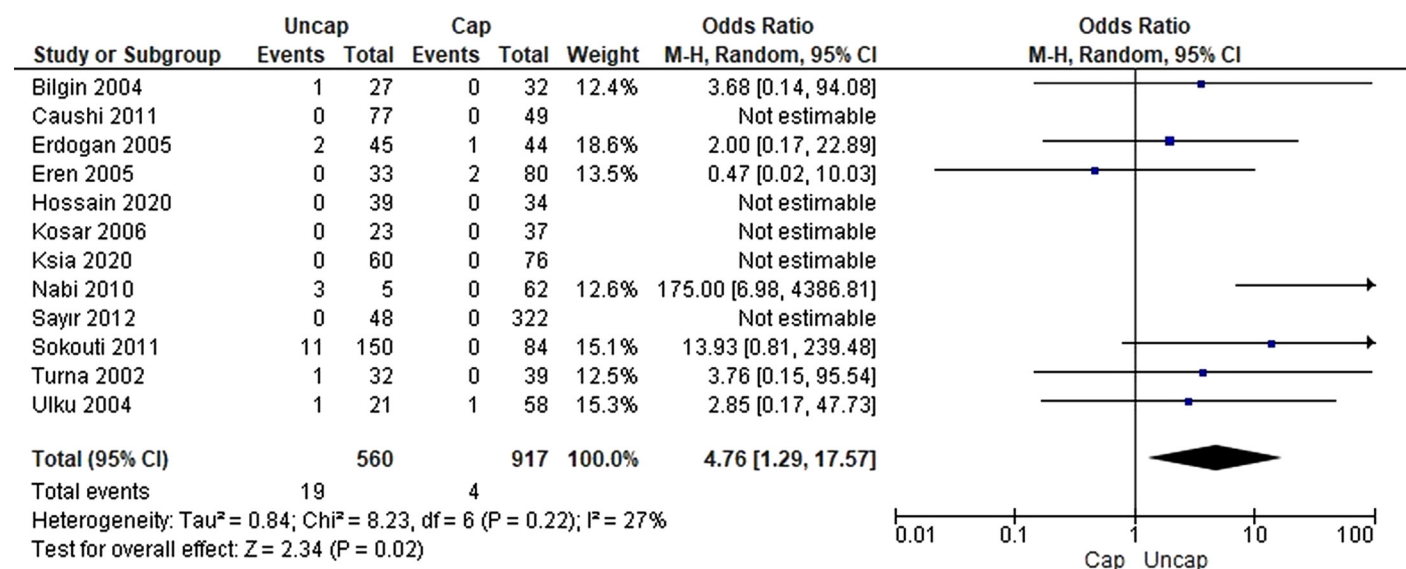 Uncap Cap Odds Ratio Odds Ratio
Study or Subgroup Events Total Events Total Weight M-H, Random, 95% CI M-H, Random, 95% CI
Bilgin 2004 1 27 0 32 12.4% 3.68 [0.14, 94.08]
Caushi 2011 0 77 0 49 Not estimable
Erdogan 2005 2 45 1 44 18.6% 2.00 [0.17, 22.89]
Eren 2005 0 33 2 80 13.5% 0.47 [0.02, 10.03]
Hossain 2020 0 39 0 34 Not estimable
Kosar 2006 0 23 0 37 Not estimable
Ksia 2020 0 60 0 76 Not estimable
Nabi 2010 3 5 0 62 12.6% 175.00 [6.98, 4386.81]
Sayır 2012 0 48 0 322 Not estimable
Sokouti 2011 11 150 0 84 15.1% 13.93 [0.81, 239.48]
Turna 2002 1 32 0 39 12.5% 3.76 [0.15, 95.54]
Ulku 2004 1 21 1 58 15.3% 2.85 [0.17, 47.73]
Total (95% CI) 560 917 100.0% 4.76 [1.29, 17.57]
Total events 19 4
Heterogeneity: Tau² = 0.84; Chi² = 8.23, df = 6 (P = 0.22); I² = 27%
Test for overall effect: Z = 2.34 (P = 0.02)
0.01 0.1 1 10 100
Cap Uncap